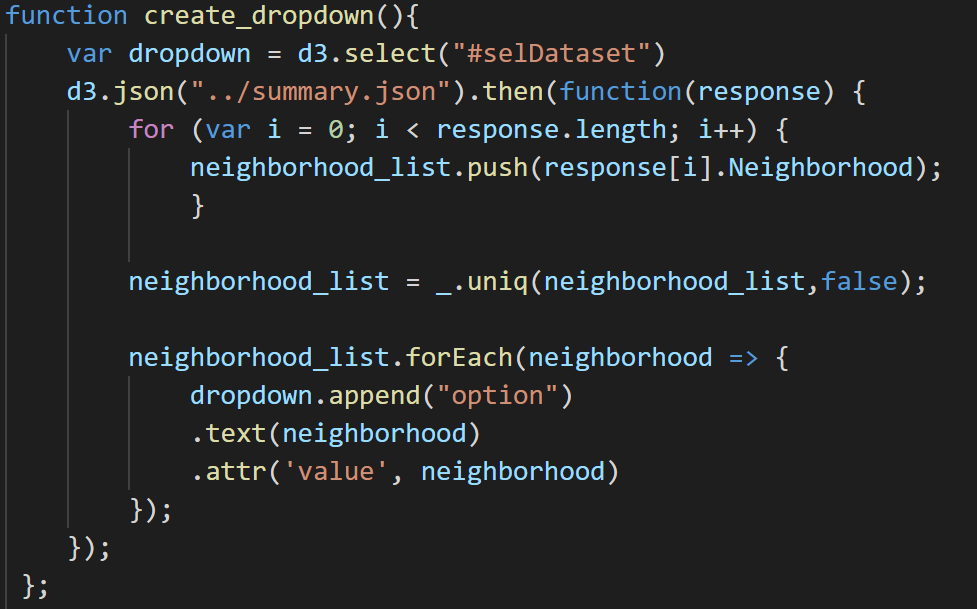 function create_dropdown(){
    var dropdown = d3.select("#selDataset")
    d3.json("../summary.json").then(function(response) {
        for (var i = 0; i < response.length; i++) {
            neighborhood_list.push(response[i].Neighborhood);
            }

        neighborhood_list = _.uniq(neighborhood_list,false);

        neighborhood_list.forEach(neighborhood => {
            dropdown.append("option")
            .text(neighborhood)
            .attr('value', neighborhood)
        });
    });
 };